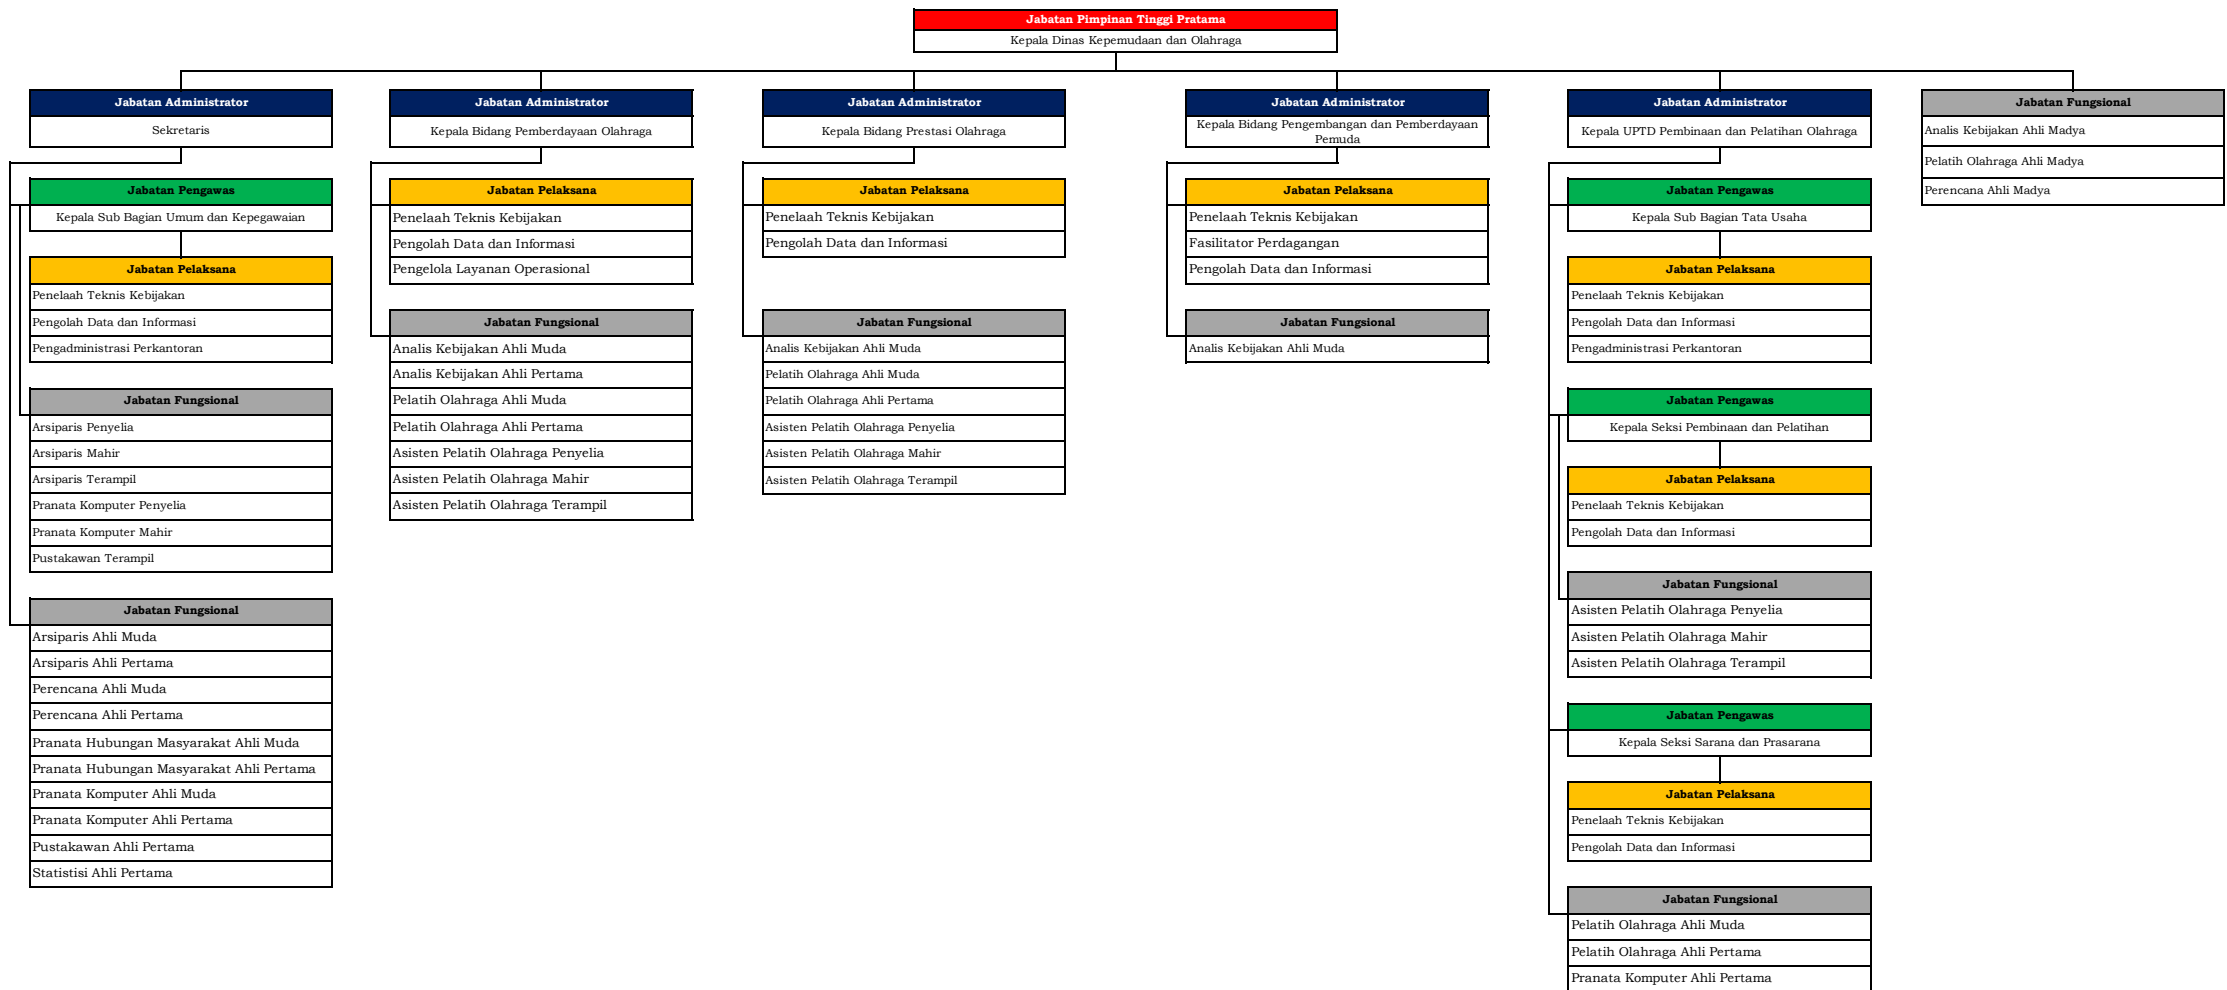 Jabatan Pimpinan Tinggi Pratama
Kepala Dinas Kepemudaan dan Olahraga
Jabatan Administrator
Sekretaris
Jabatan Pengawas
Kepala Sub Bagian Umum dan Kepegawaian
Jabatan Pelaksana
Penelaah Teknis Kebijakan
Pengolah Data dan Informasi
Pengadministrasi Perkantoran
Jabatan Fungsional
Arsiparis Penyelia
Arsiparis Mahir
Arsiparis Terampil
Pranata Komputer Penyelia
Pranata Komputer Mahir
Pustakawan Terampil
Jabatan Fungsional
Arsiparis Ahli Muda
Arsiparis Ahli Pertama
Perencana Ahli Muda
Perencana Ahli Pertama
Pranata Hubungan Masyarakat Ahli Muda
Pranata Hubungan Masyarakat Ahli Pertama
Pranata Komputer Ahli Muda
Pranata Komputer Ahli Pertama
Pustakawan Ahli Pertama
Statistisi Ahli Pertama
Jabatan Administrator
Kepala Bidang Pemberdayaan Olahraga
Jabatan Pelaksana
Penelaah Teknis Kebijakan
Pengolah Data dan Informasi
Pengelola Layanan Operasional
Jabatan Fungsional
Analis Kebijakan Ahli Muda
Analis Kebijakan Ahli Pertama
Pelatih Olahraga Ahli Muda
Pelatih Olahraga Ahli Pertama
Asisten Pelatih Olahraga Penyelia
Asisten Pelatih Olahraga Mahir
Asisten Pelatih Olahraga Terampil
Jabatan Administrator
Kepala Bidang Prestasi Olahraga
Jabatan Pelaksana
Penelaah Teknis Kebijakan
Pengolah Data dan Informasi
Jabatan Fungsional
Analis Kebijakan Ahli Muda
Pelatih Olahraga Ahli Muda
Pelatih Olahraga Ahli Pertama
Asisten Pelatih Olahraga Penyelia
Asisten Pelatih Olahraga Mahir
Asisten Pelatih Olahraga Terampil
Jabatan Administrator
Kepala Bidang Pengembangan dan Pemberdayaan
Pemuda
Jabatan Pelaksana
Penelaah Teknis Kebijakan
Fasilitator Perdagangan
Pengolah Data dan Informasi
Jabatan Fungsional
Analis Kebijakan Ahli Muda
Jabatan Administrator
Kepala UPTD Pembinaan dan Pelatihan Olahraga
Jabatan Pengawas
Kepala Sub Bagian Tata Usaha
Jabatan Pelaksana
Penelaah Teknis Kebijakan
Pengolah Data dan Informasi
Pengadministrasi Perkantoran
Jabatan Pengawas
Kepala Seksi Pembinaan dan Pelatihan
Jabatan Pelaksana
Penelaah Teknis Kebijakan
Pengolah Data dan Informasi
Jabatan Fungsional
Asisten Pelatih Olahraga Penyelia
Asisten Pelatih Olahraga Mahir
Asisten Pelatih Olahraga Terampil
Jabatan Pengawas
Kepala Seksi Sarana dan Prasarana
Jabatan Pelaksana
Penelaah Teknis Kebijakan
Pengolah Data dan Informasi
Jabatan Fungsional
Pelatih Olahraga Ahli Muda
Pelatih Olahraga Ahli Pertama
Pranata Komputer Ahli Pertama
Jabatan Fungsional
Analis Kebijakan Ahli Madya
Pelatih Olahraga Ahli Madya
Perencana Ahli Madya